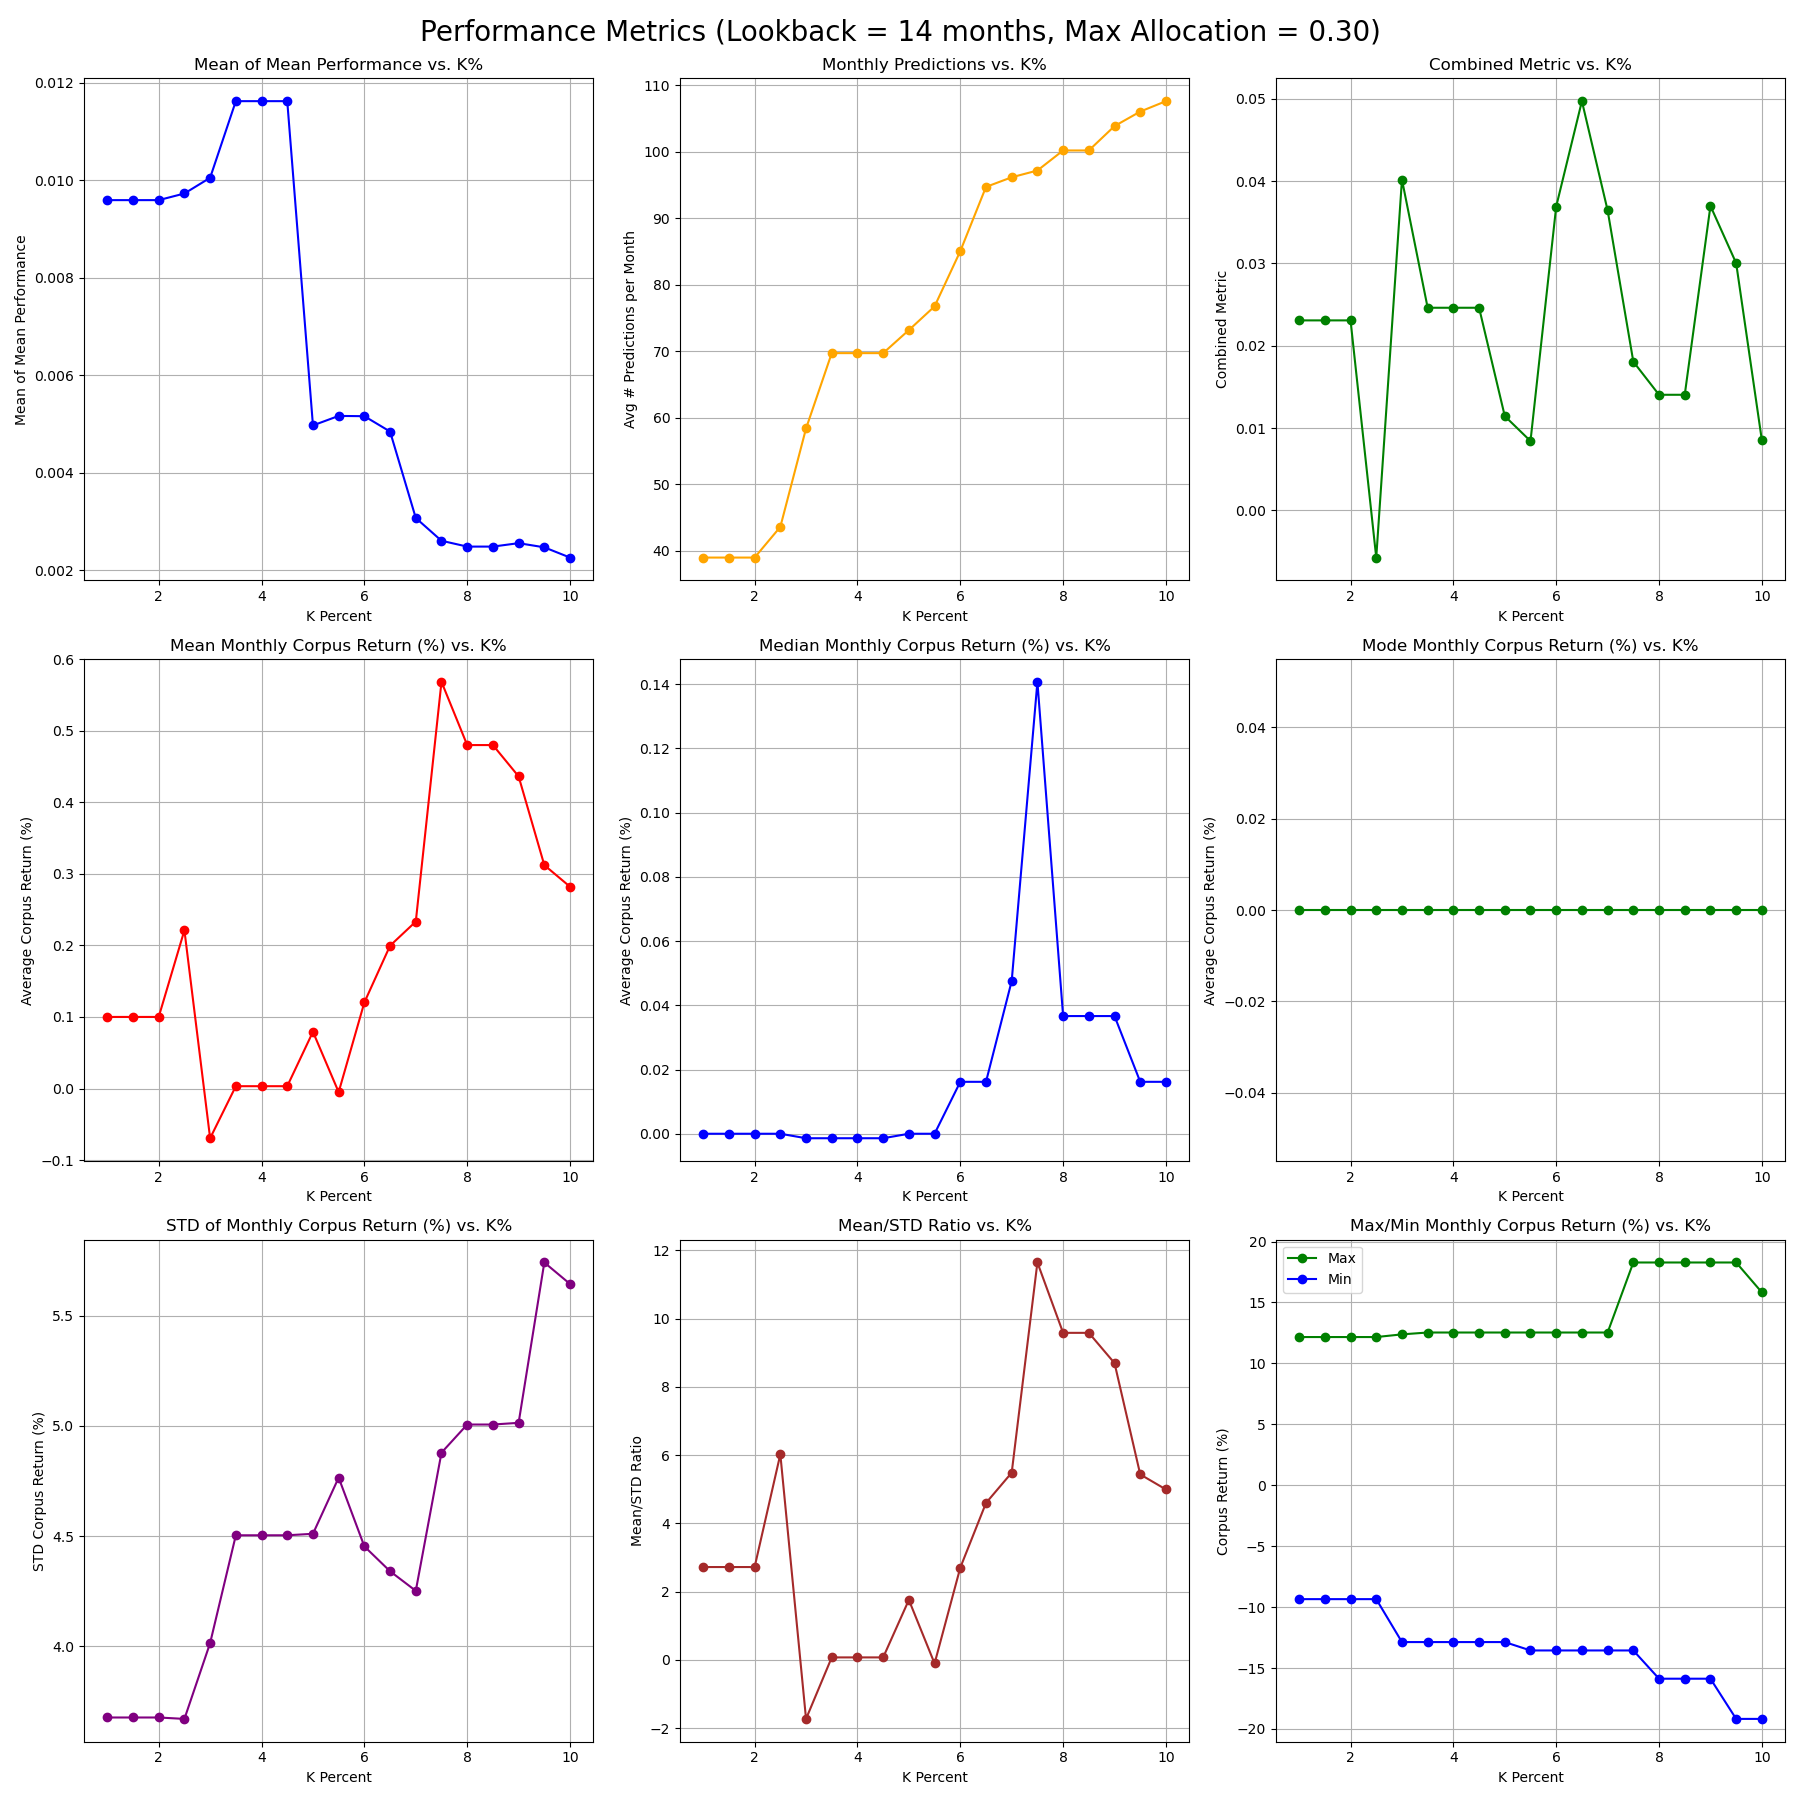 Performance Metrics (Lookback = 14 months, Max Allocation = 0.30)
Mean of Mean Performance vs. K%
Mean of Mean Performance
0.012
0.010
0.008
0.006
0.004
0.002
2 4 6 8 10
K Percent
Monthly Predictions vs. K%
Avg # Predictions per Month
110
100
90
80
70
60
50
40
2 4 6 8 10
K Percent
Combined Metric vs. K%
Combined Metric
0.05
0.04
0.03
0.02
0.01
0.00
2 4 6 8 10
K Percent
Mean Monthly Corpus Return (%) vs. K%
Average Corpus Return (%)
0.6
0.5
0.4
0.3
0.2
0.1
0.0
−0.1
2 4 6 8 10
K Percent
Median Monthly Corpus Return (%) vs. K%
Average Corpus Return (%)
0.14
0.12
0.10
0.08
0.06
0.04
0.02
0.00
2 4 6 8 10
K Percent
Mode Monthly Corpus Return (%) vs. K%
Average Corpus Return (%)
0.04
0.02
0.00
−0.02
−0.04
2 4 6 8 10
K Percent
STD of Monthly Corpus Return (%) vs. K%
STD Corpus Return (%)
5.5
5.0
4.5
4.0
2 4 6 8 10
K Percent
Mean/STD Ratio vs. K%
Mean/STD Ratio
12
10
8
6
4
2
0
−2
2 4 6 8 10
K Percent
Max/Min Monthly Corpus Return (%) vs. K%
Corpus Return (%)
Max
Min
20
15
10
5
0
−5
−10
−15
−20
2 4 6 8 10
K Percent